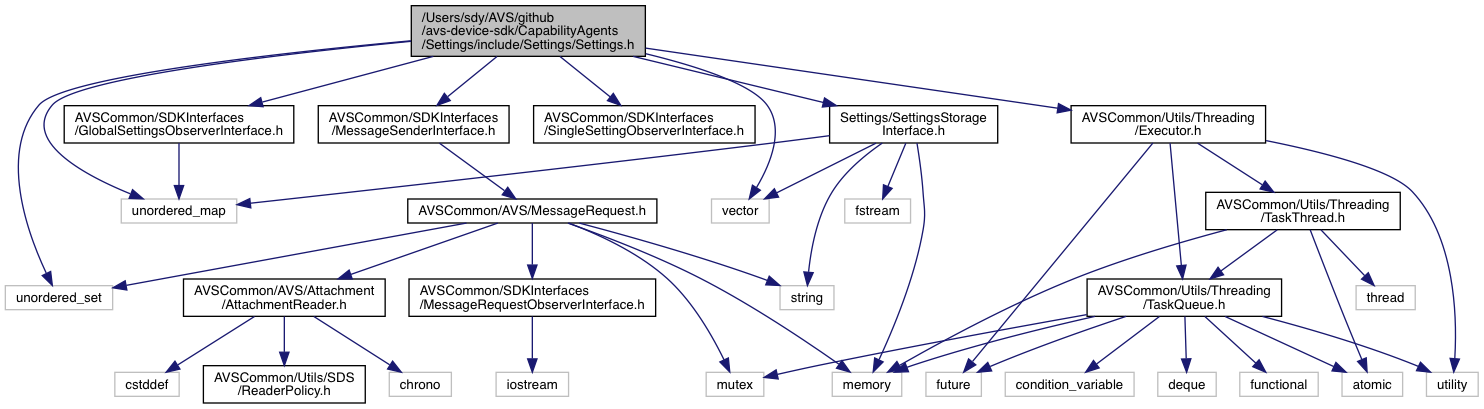 /Users/sdy/AVS/github
/avs-device-sdk/CapabilityAgents
/Settings/include/Settings/Settings.h
AVSCommon/SDKInterfaces
/GlobalSettingsObserverInterface.h
AVSCommon/SDKInterfaces
/MessageSenderInterface.h
AVSCommon/SDKInterfaces
/SingleSettingObserverInterface.h
Settings/SettingsStorage
Interface.h
AVSCommon/Utils/Threading
/Executor.h
unordered_map
AVSCommon/AVS/MessageRequest.h
vector
fstream
AVSCommon/Utils/Threading
/TaskThread.h
unordered_set
AVSCommon/AVS/Attachment
/AttachmentReader.h
AVSCommon/SDKInterfaces
/MessageRequestObserverInterface.h
string
AVSCommon/Utils/Threading
/TaskQueue.h
thread
cstddef
AVSCommon/Utils/SDS
/ReaderPolicy.h
chrono
iostream
mutex
memory
future
condition_variable
deque
functional
atomic
utility